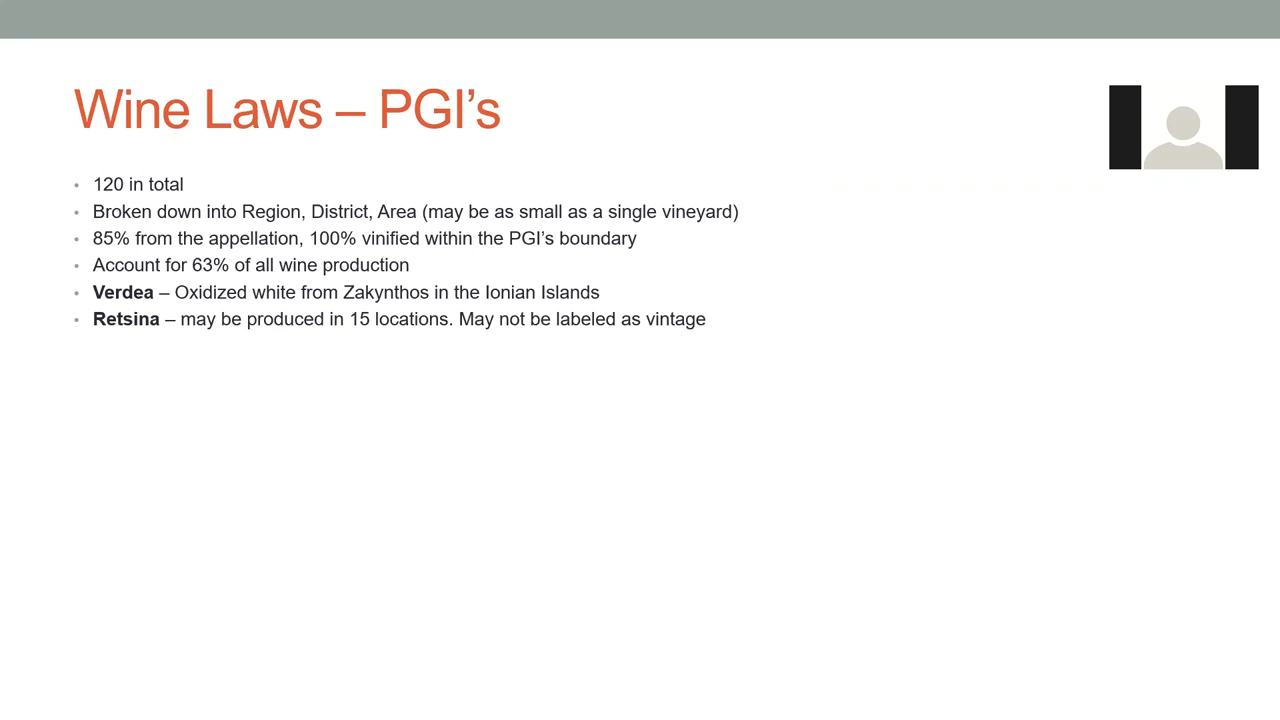 Wine Laws – PGI’s
• 120 in total
• Broken down into Region, District, Area (may be as small as a single vineyard)
• 85% from the appellation, 100% vinified within the PGI’s boundary
• Account for 63% of all wine production
• Verdea – Oxidized white from Zakynthos in the Ionian Islands
• Retsina – may be produced in 15 locations. May not be labeled as vintage